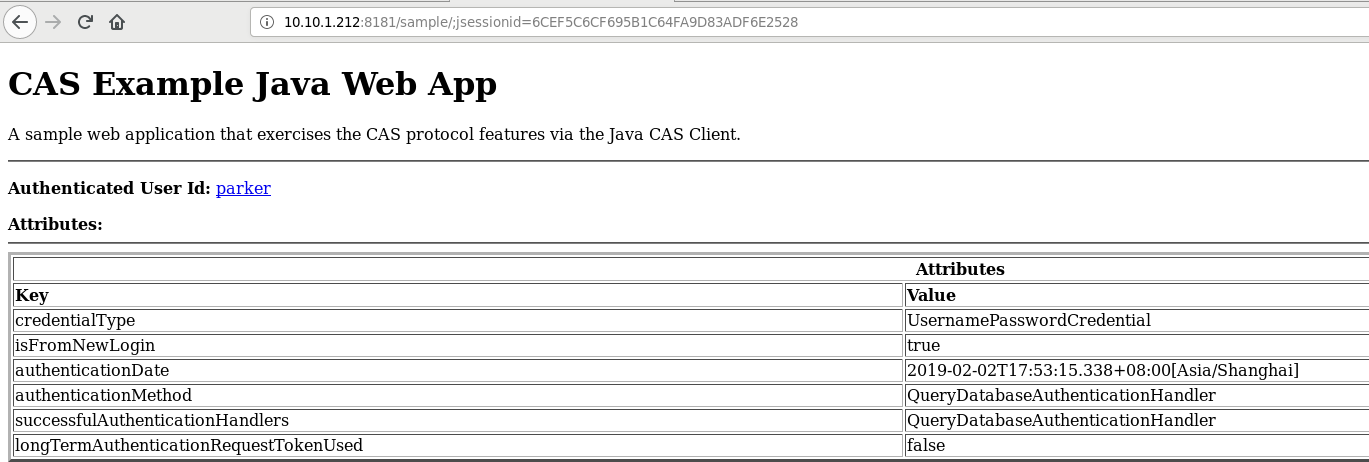 10.10.1.212:8181/sample/;jsessionid=6CEF5C6CF695B1C64FA9D83ADF6E2528
CAS Example Java Web App
A sample web application that exercises the CAS protocol features via the Java CAS Client.
Authenticated User Id: parker
Attributes:
Attributes
Key Value
credentialType UsernamePasswordCredential
isFromNewLogin true
authenticationDate 2019-02-02T17:53:15.338+08:00[Asia/Shanghai]
authenticationMethod QueryDatabaseAuthenticationHandler
successfulAuthenticationHandlers QueryDatabaseAuthenticationHandler
longTermAuthenticationRequestTokenUsed false